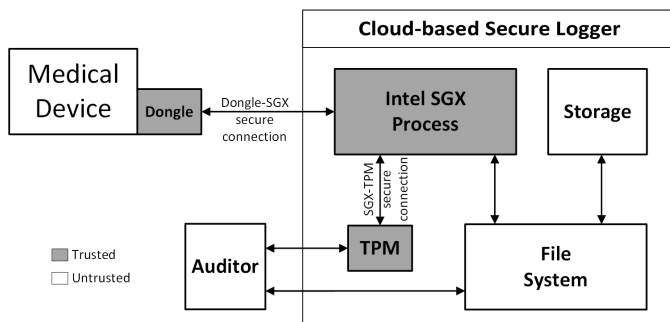 Cloud-based Secure Logger
Medical
Device
Dongle
Dongle-SGX
secure
connection
Intel SGX
Process
Storage
SGX-TPM
secure
connection
TPM
Auditor
File
System
Trusted
Untrusted